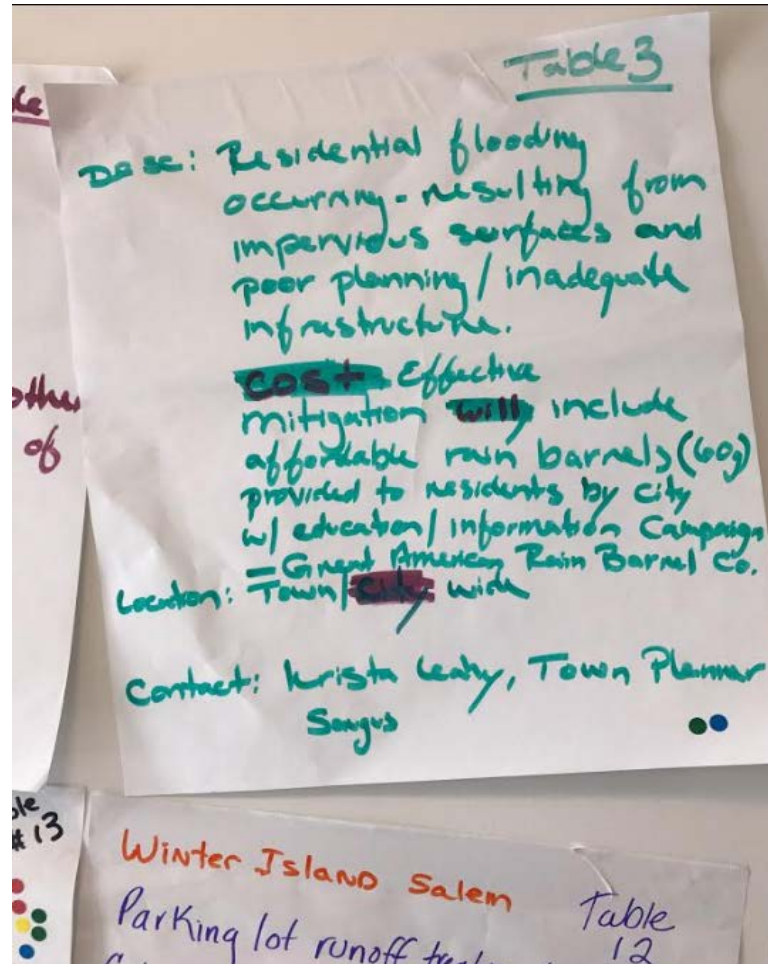 Table 3
Desc: Residential flooding
occurring - resulting from
impervious surfaces and
poor planning / inadequate
infrastructure.
cost Effective
mitigation will include
affordable rain barrels (60g)
provided to residents by city
w/ education / information Campaign
= Great American Rain Barrel Co.
Location: Town / City wide
Contact: Krista Leahy, Town Planner
Saugus
other
of
# 13
Winter Island Salem
Table
12
Parking lot runoff